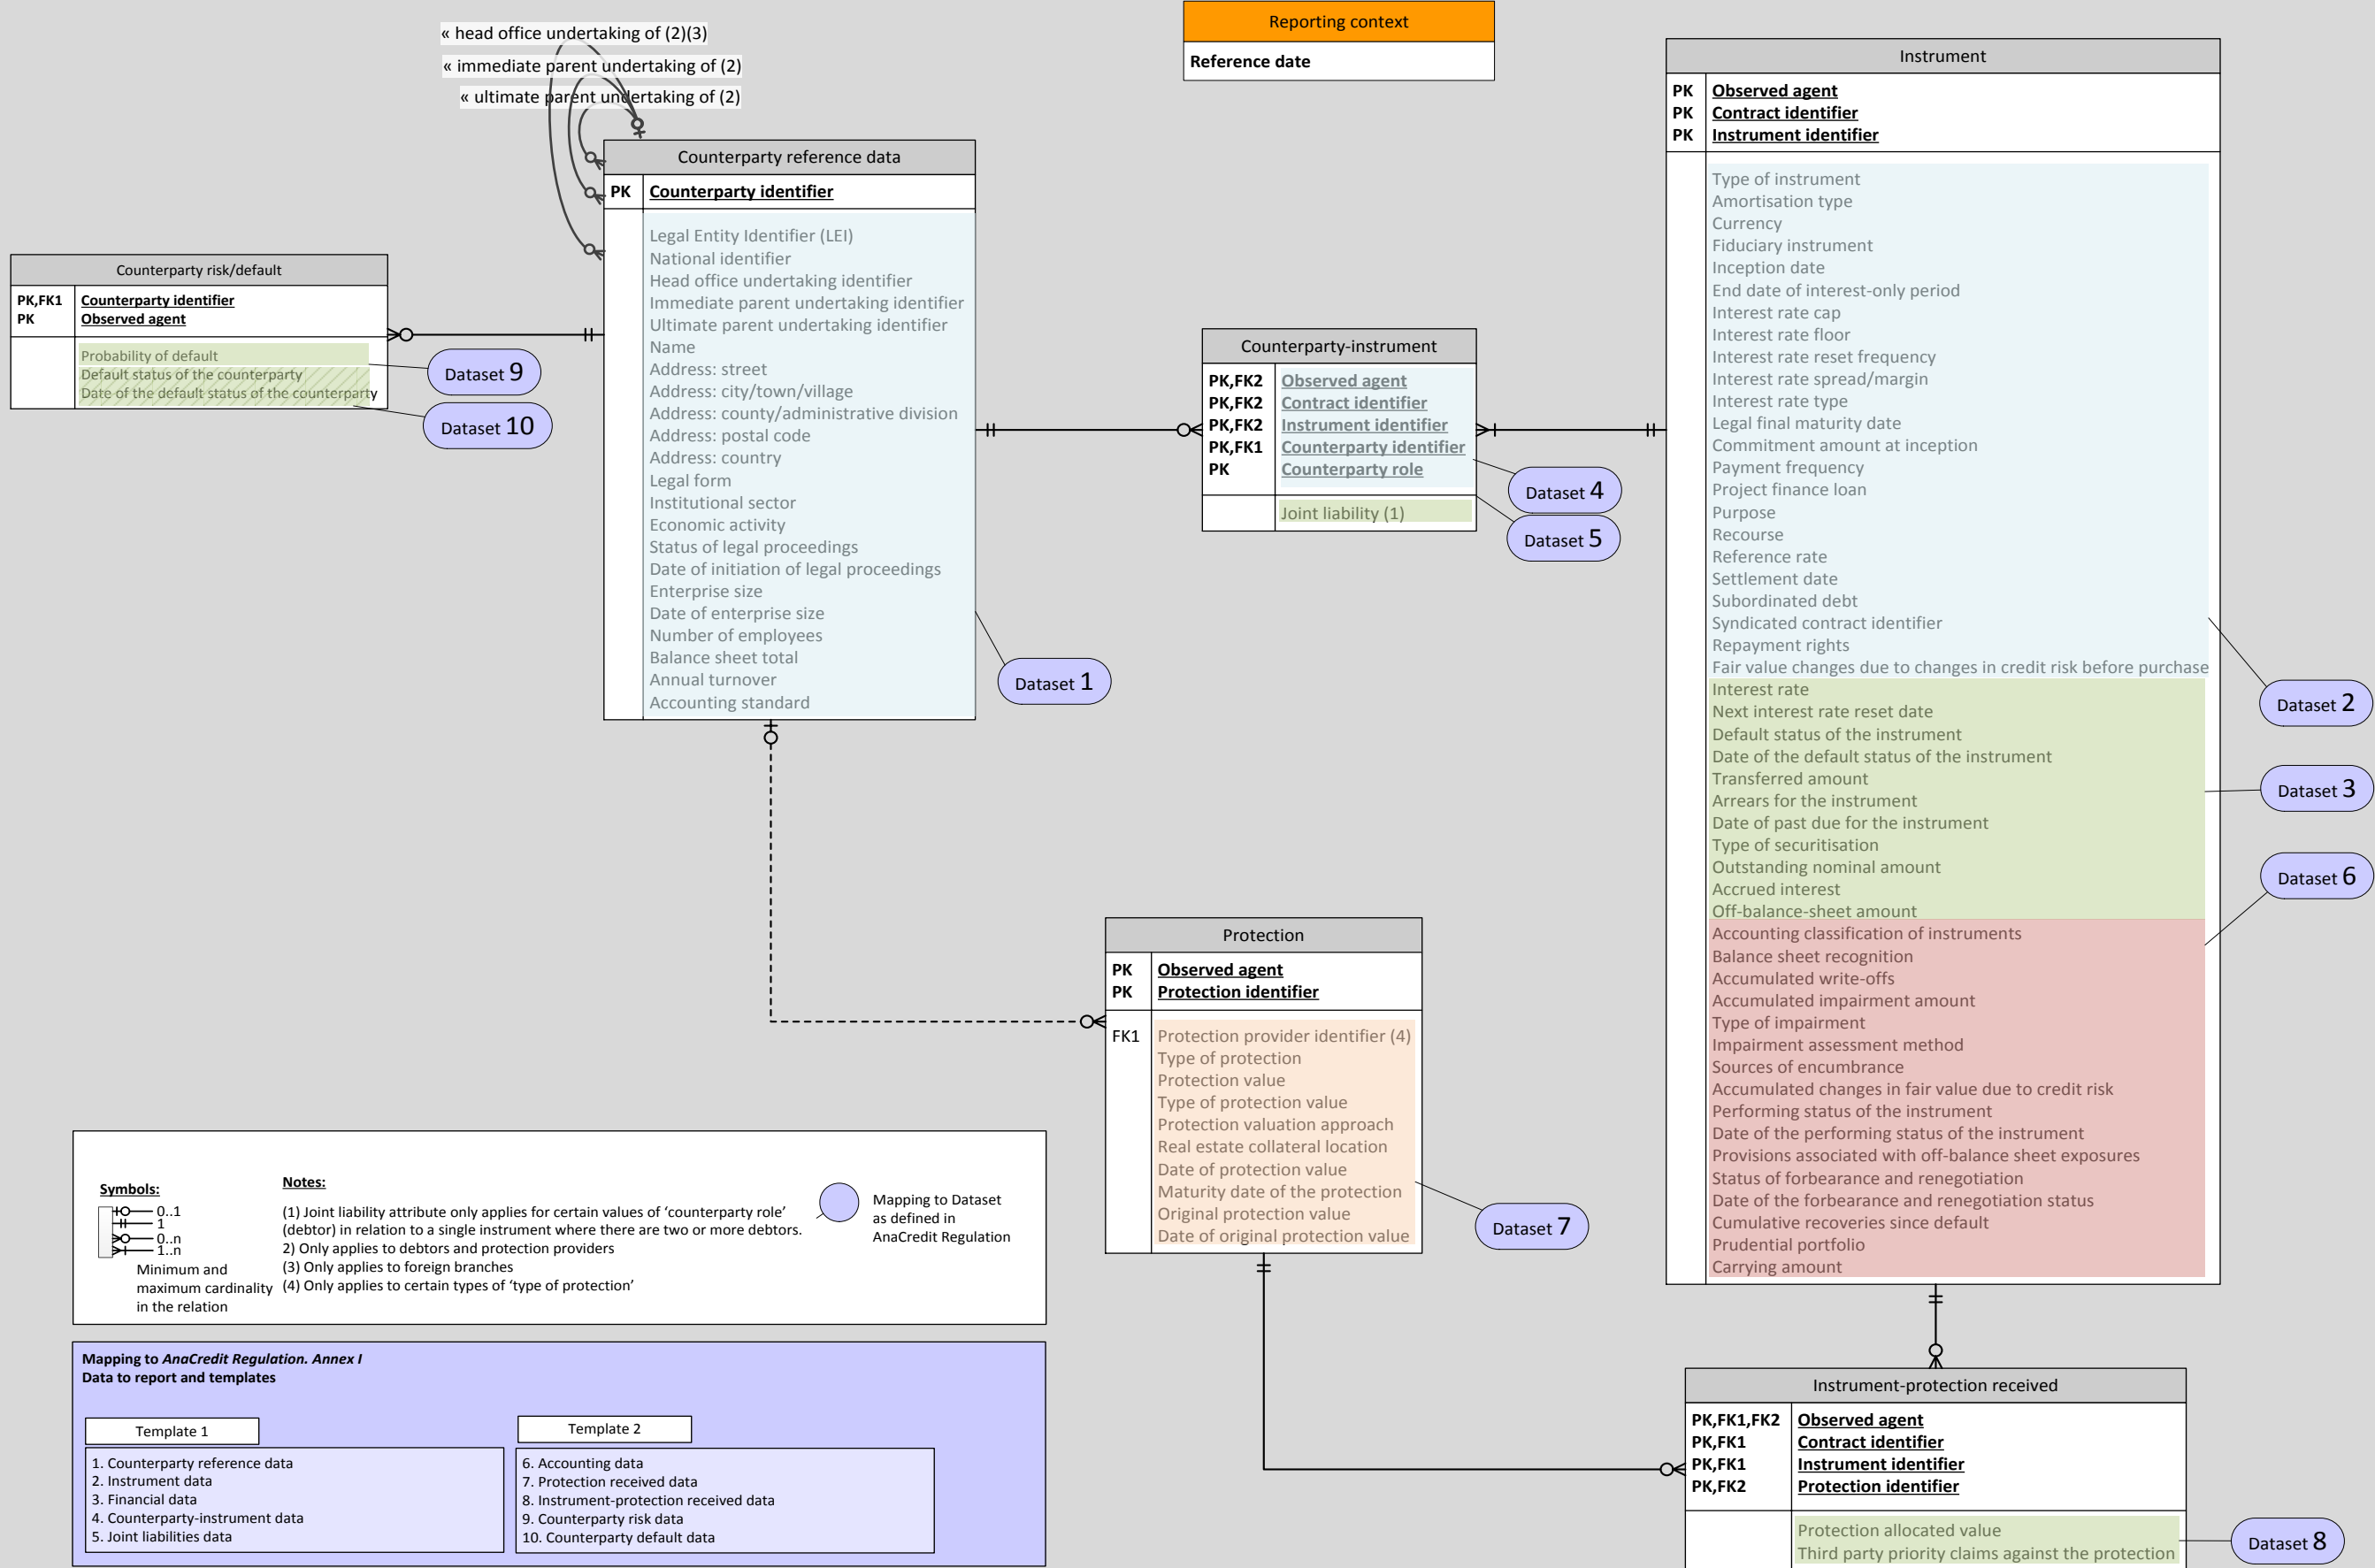 « head office undertaking of (2)(3)
« immediate parent undertaking of (2)
« ultimate parent undertaking of (2)
Reporting context
Reference date
Counterparty reference data
PK Counterparty identifier
Legal Entity Identifier (LEI)
National identifier
Head office undertaking identifier
Immediate parent undertaking identifier
Ultimate parent undertaking identifier
Name
Address: street
Address: city/town/village
Address: county/administrative division
Address: postal code
Address: country
Legal form
Institutional sector
Economic activity
Status of legal proceedings
Date of initiation of legal proceedings
Enterprise size
Date of enterprise size
Number of employees
Balance sheet total
Annual turnover
Accounting standard
Dataset 1
Counterparty risk/default
PK,FK1 Counterparty identifier
PK Observed agent
Probability of default
Default status of the counterparty
Date of the default status of the counterparty
Dataset 9
Dataset 10
Counterparty-instrument
PK,FK2 Observed agent
PK,FK2 Contract identifier
PK,FK2 Instrument identifier
PK,FK1 Counterparty identifier
PK Counterparty role
Joint liability (1)
Dataset 4
Dataset 5
Instrument
PK Observed agent
PK Contract identifier
PK Instrument identifier
Type of instrument
Amortisation type
Currency
Fiduciary instrument
Inception date
End date of interest-only period
Interest rate cap
Interest rate floor
Interest rate reset frequency
Interest rate spread/margin
Interest rate type
Legal final maturity date
Commitment amount at inception
Payment frequency
Project finance loan
Purpose
Recourse
Reference rate
Settlement date
Subordinated debt
Syndicated contract identifier
Repayment rights
Fair value changes due to changes in credit risk before purchase
Interest rate
Next interest rate reset date
Default status of the instrument
Date of the default status of the instrument
Transferred amount
Arrears for the instrument
Date of past due for the instrument
Type of securitisation
Outstanding nominal amount
Accrued interest
Off-balance-sheet amount
Accounting classification of instruments
Balance sheet recognition
Accumulated write-offs
Accumulated impairment amount
Type of impairment
Impairment assessment method
Sources of encumbrance
Accumulated changes in fair value due to credit risk
Performing status of the instrument
Date of the performing status of the instrument
Provisions associated with off-balance sheet exposures
Status of forbearance and renegotiation
Date of the forbearance and renegotiation status
Cumulative recoveries since default
Prudential portfolio
Carrying amount
Dataset 2
Dataset 3
Dataset 6
Protection
PK Observed agent
PK Protection identifier
FK1 Protection provider identifier (4)
Type of protection
Protection value
Type of protection value
Protection valuation approach
Real estate collateral location
Date of protection value
Maturity date of the protection
Original protection value
Date of original protection value
Dataset 7
Instrument-protection received
PK,FK1,FK2 Observed agent
PK,FK1 Contract identifier
PK,FK1 Instrument identifier
PK,FK2 Protection identifier
Protection allocated value
Third party priority claims against the protection
Dataset 8
Symbols:
0..1
1
0..n
1..n
Minimum and
maximum cardinality
in the relation
Notes:
(1) Joint liability attribute only applies for certain values of ‘counterparty role’
(debtor) in relation to a single instrument where there are two or more debtors.
2) Only applies to debtors and protection providers
(3) Only applies to foreign branches
(4) Only applies to certain types of ‘type of protection’
Mapping to Dataset
as defined in
AnaCredit Regulation
Mapping to AnaCredit Regulation. Annex I
Data to report and templates
Template 1
1. Counterparty reference data
2. Instrument data
3. Financial data
4. Counterparty-instrument data
5. Joint liabilities data
Template 2
6. Accounting data
7. Protection received data
8. Instrument-protection received data
9. Counterparty risk data
10. Counterparty default data